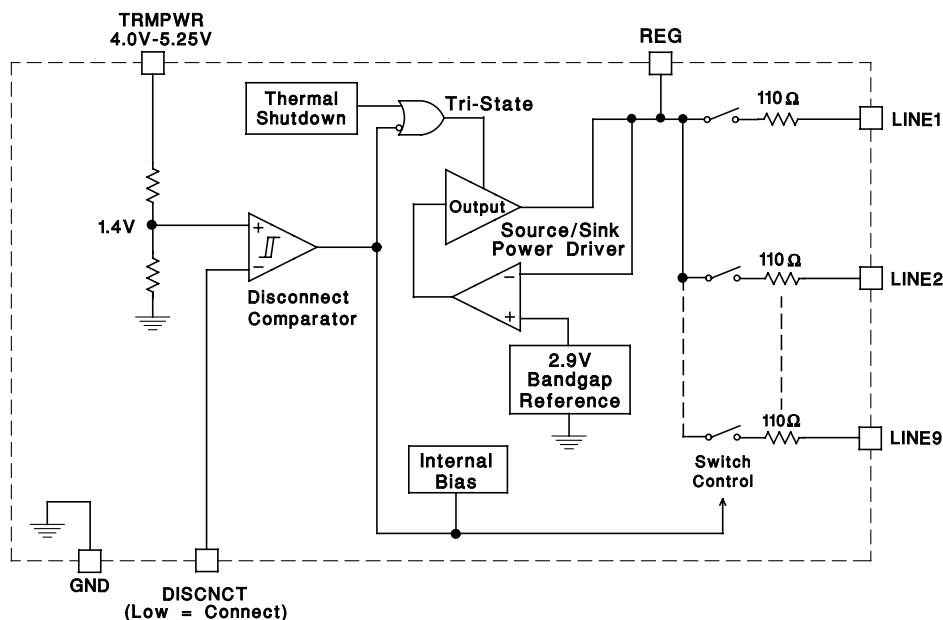 TRMPWR
4.0V-5.25V
REG
Thermal
Shutdown
Tri-State
110Ω
LINE1
1.4V
+
−
Output
Source/Sink
Power Driver
Disconnect
Comparator
−
+
110Ω
LINE2
2.9V
Bandgap
Reference
110Ω
LINE9
Internal
Bias
Switch
Control
GND
DISCNCT
(Low = Connect)